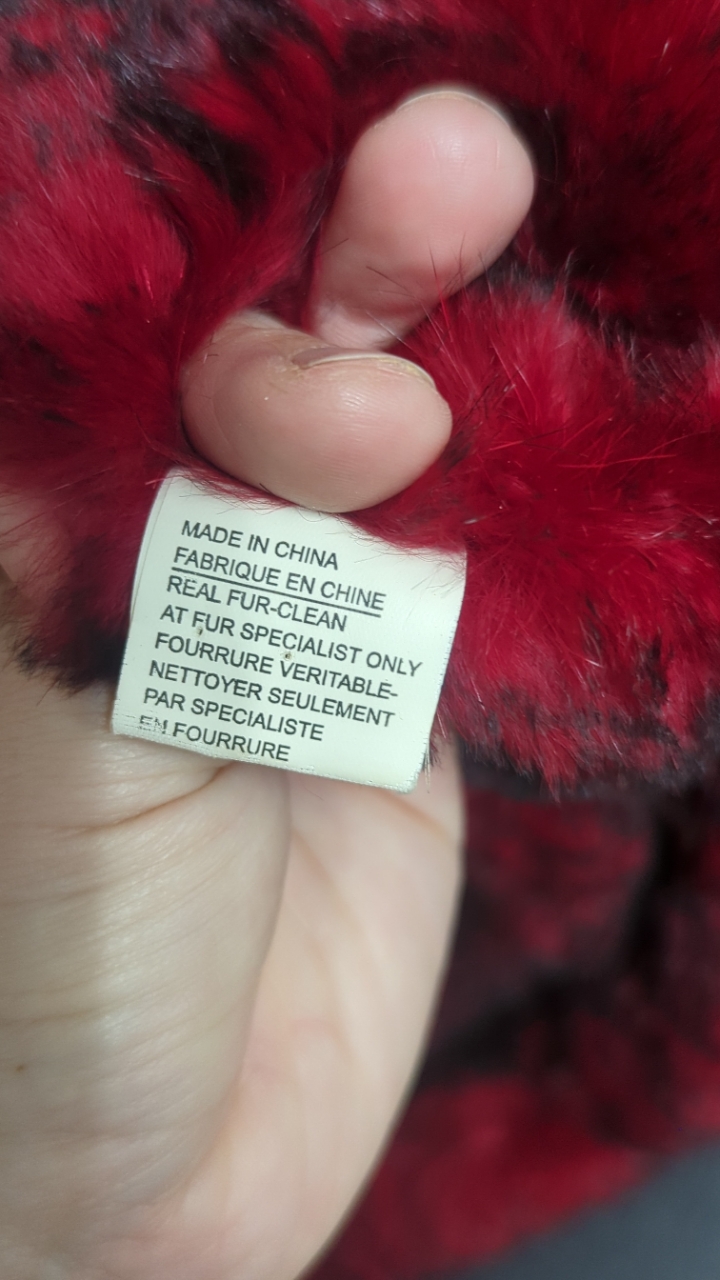 MADE IN CHINA
FABRIQUE EN CHINE
REAL FUR-CLEAN
AT FUR SPECIALIST ONLY
FOURRURE VERITABLE-
NETTOYER SEULEMENT
PAR SPECIALISTE
EN FOURRURE